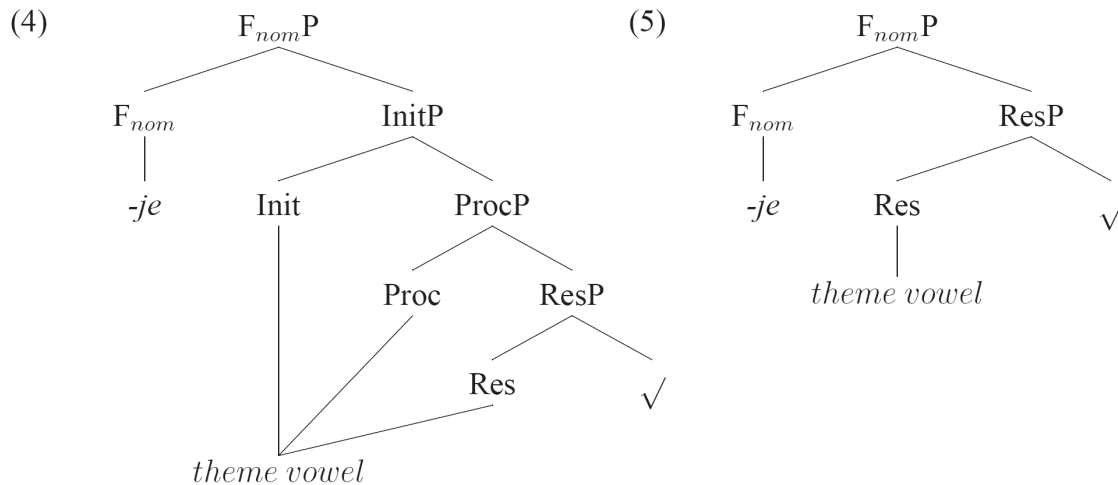 (4) FnomP (5) FnomP
Fnom InitP Fnom ResP
-je Init ProcP -je Res √
Proc ResP theme vowel
Res √
theme vowel